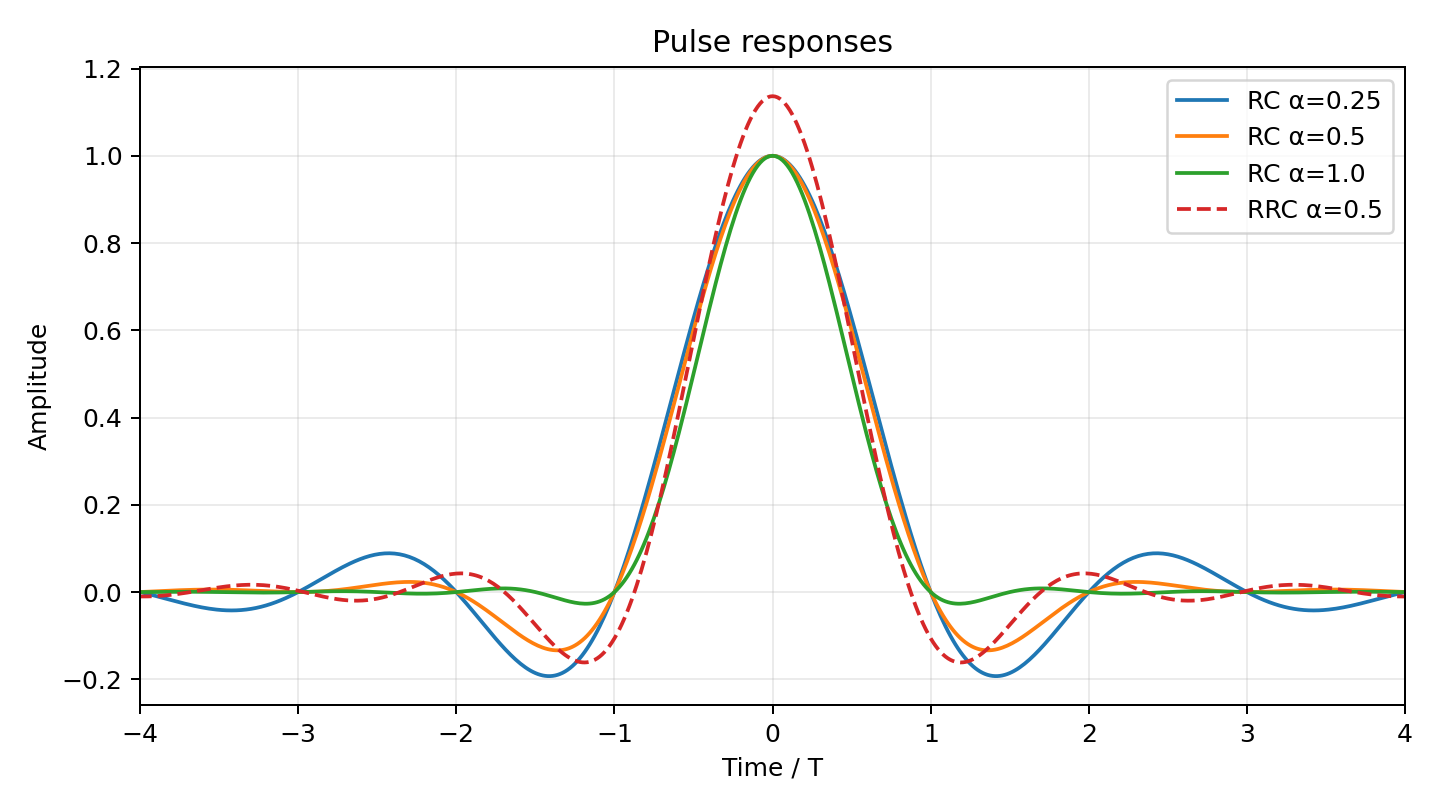 Pulse responses
1.2
1.0
0.8
0.6
0.4
0.2
0.0
−0.2
Amplitude
RC α=0.25
RC α=0.5
RC α=1.0
RRC α=0.5
−4 −3 −2 −1 0 1 2 3 4
Time / T